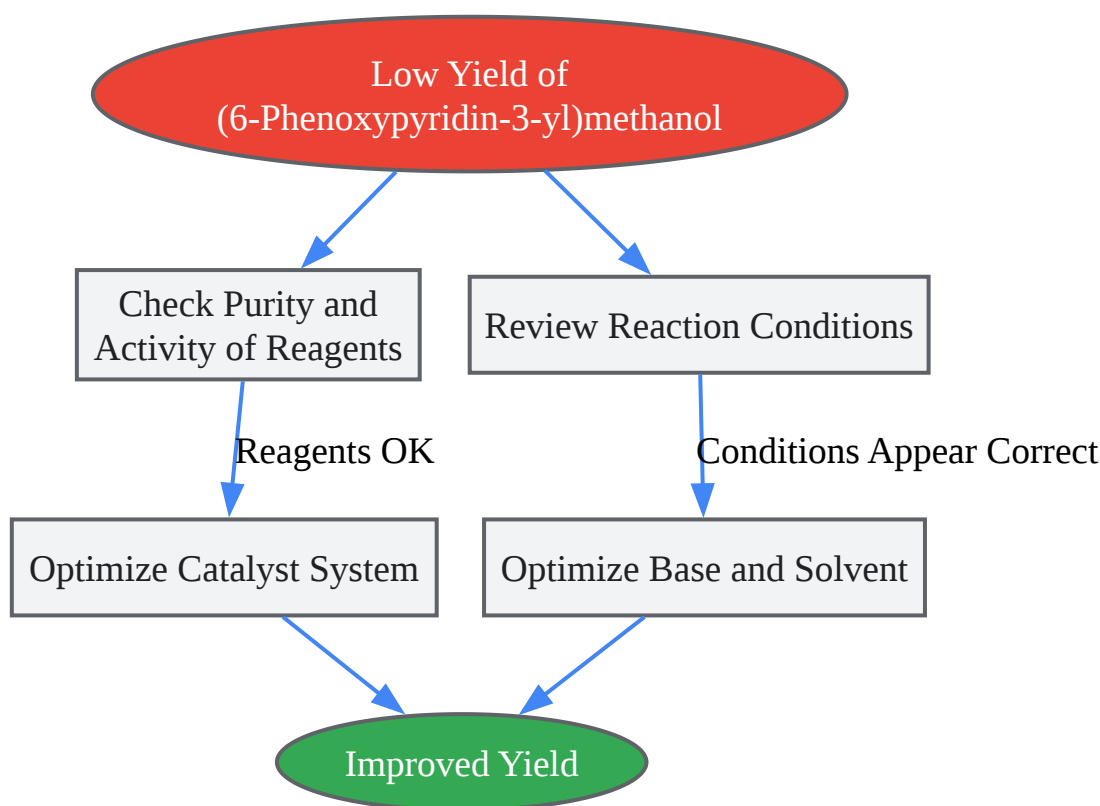 Low Yield of
(6-Phenoxypyridin-3-yl)methanol
Check Purity and
Activity of Reagents
Review Reaction Conditions
Reagents OK
Conditions Appear Correct
Optimize Catalyst System
Optimize Base and Solvent
Improved Yield